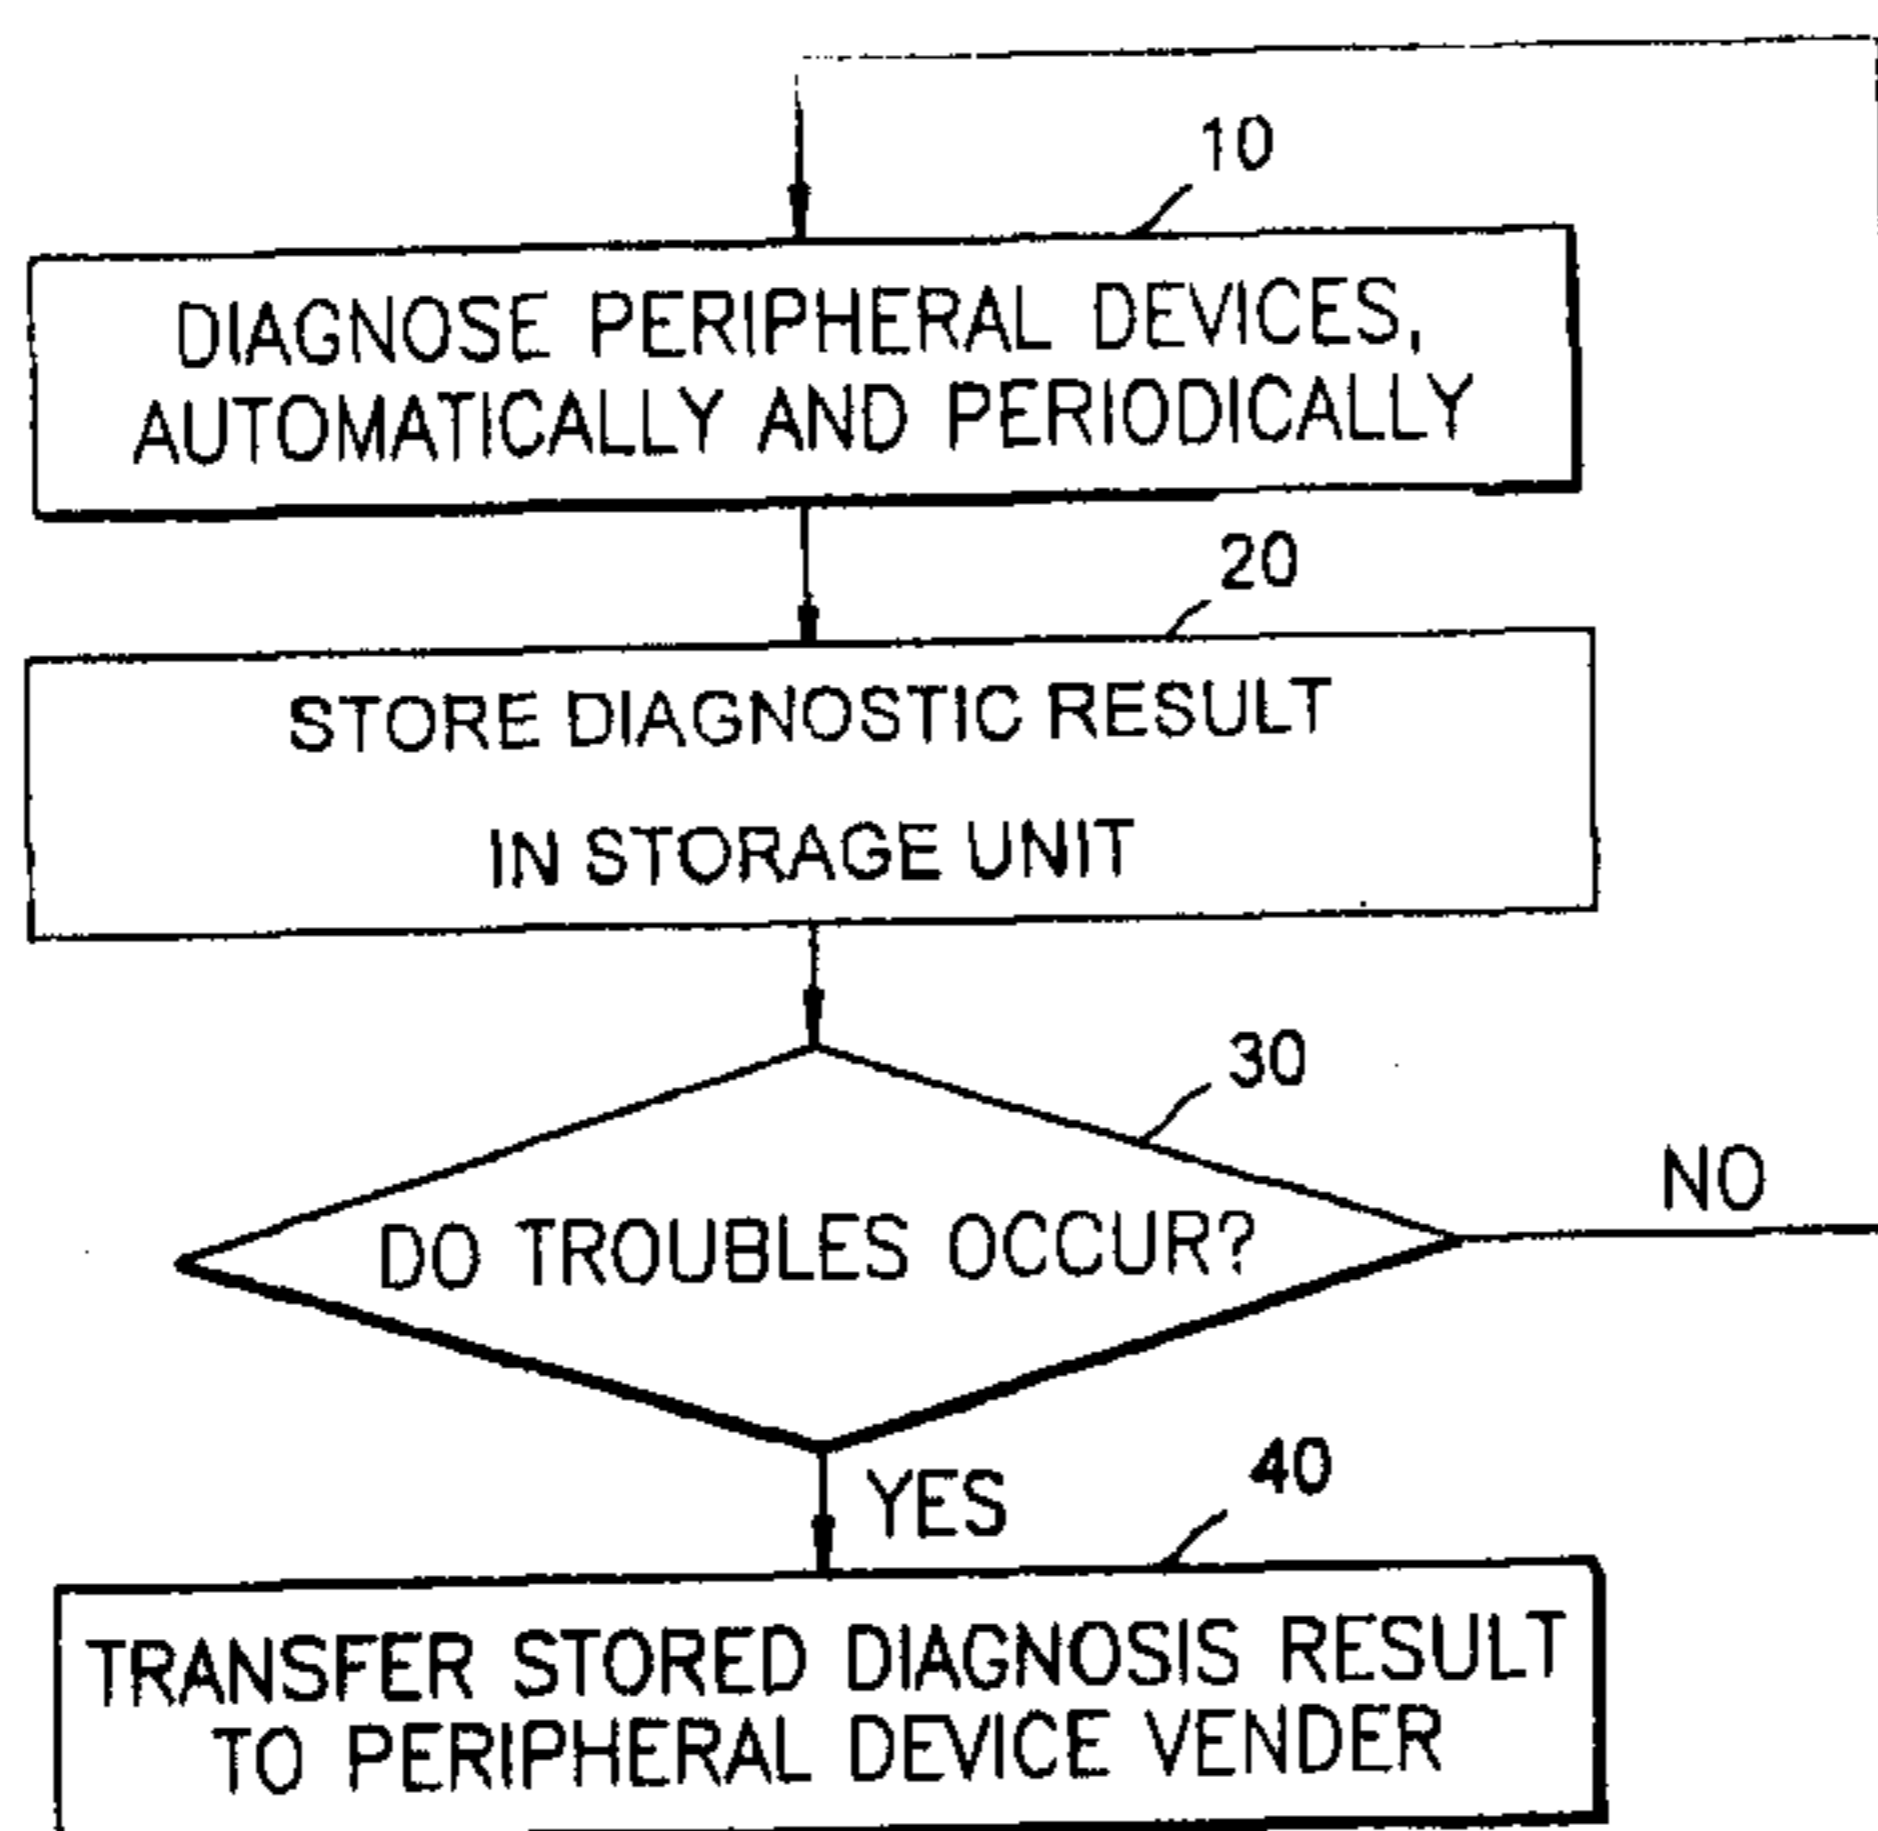 10
DIAGNOSE PERIPHERAL DEVICES,
AUTOMATICALLY AND PERIODICALLY
20
STORE DIAGNOSTIC RESULT
IN STORAGE UNIT
30
DO TROUBLES OCCUR?
NO
YES
40
TRANSFER STORED DIAGNOSIS RESULT
TO PERIPHERAL DEVICE VENDER